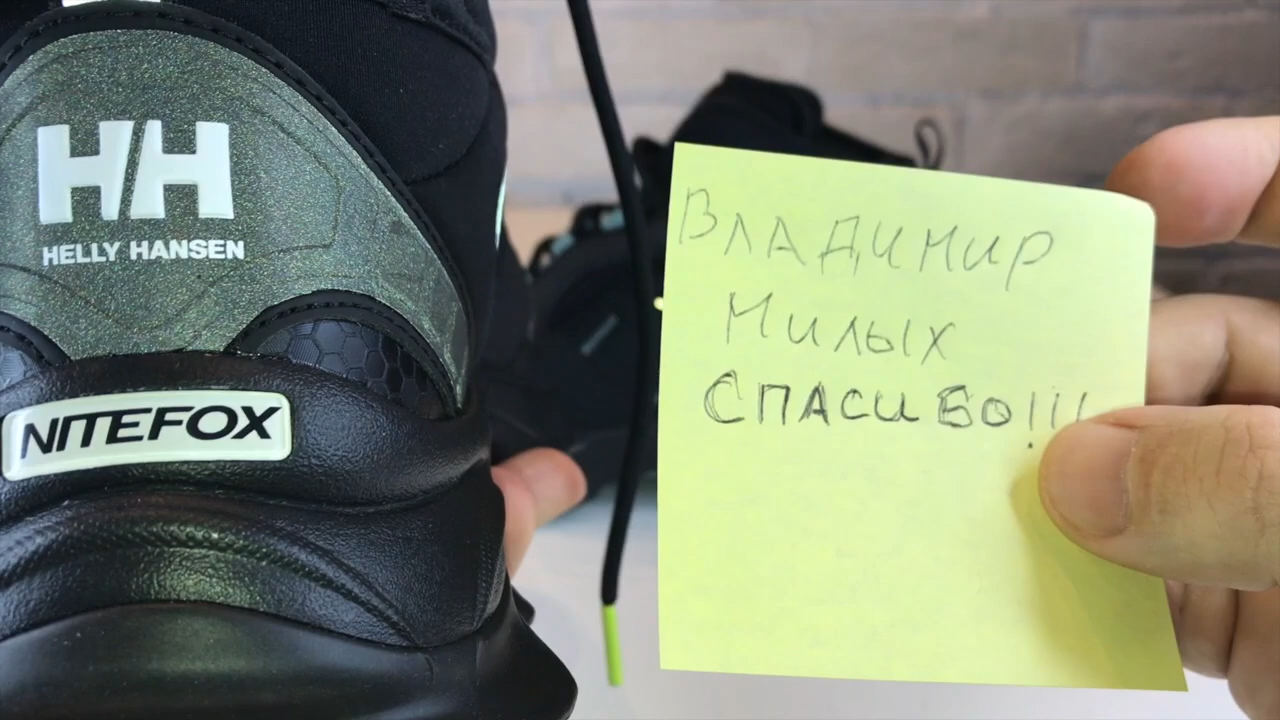 HH
HELLY HANSEN
NITEFOX
ВЛАДИМИР
МИЛЫХ
СПАСИБО!!!